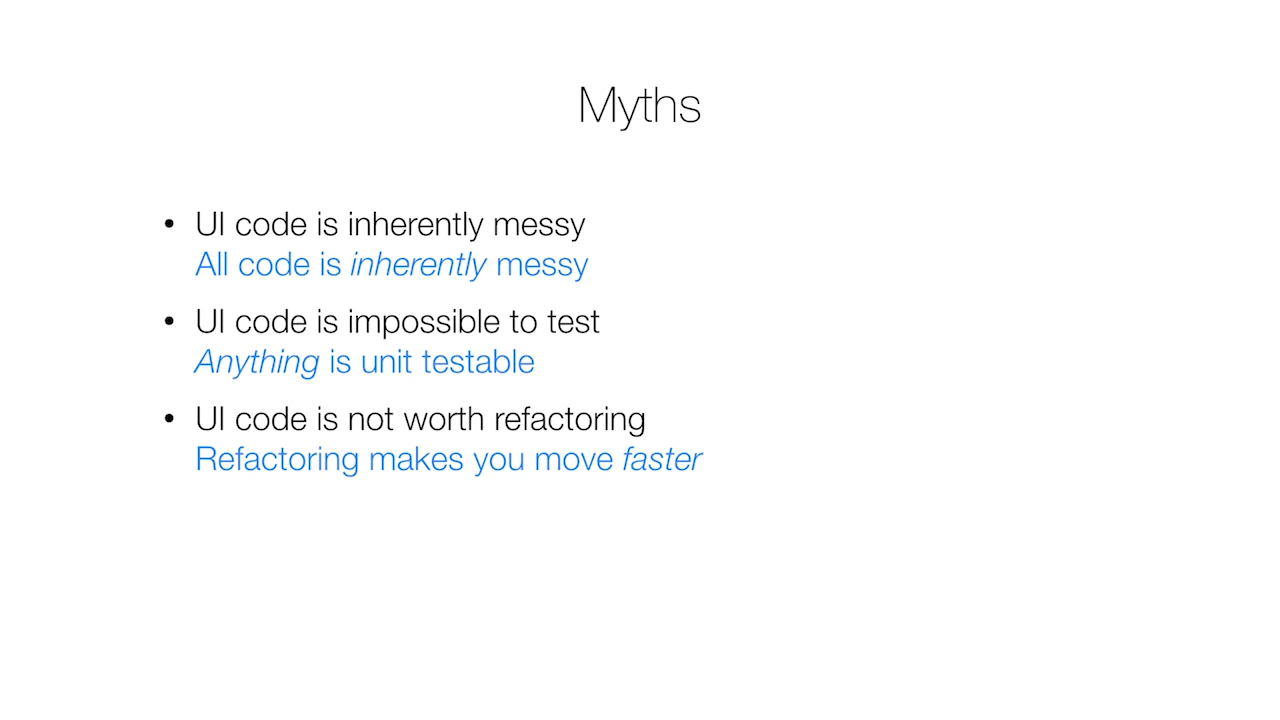 Myths
• UI code is inherently messy
All code is inherently messy
• UI code is impossible to test
Anything is unit testable
• UI code is not worth refactoring
Refactoring makes you move faster